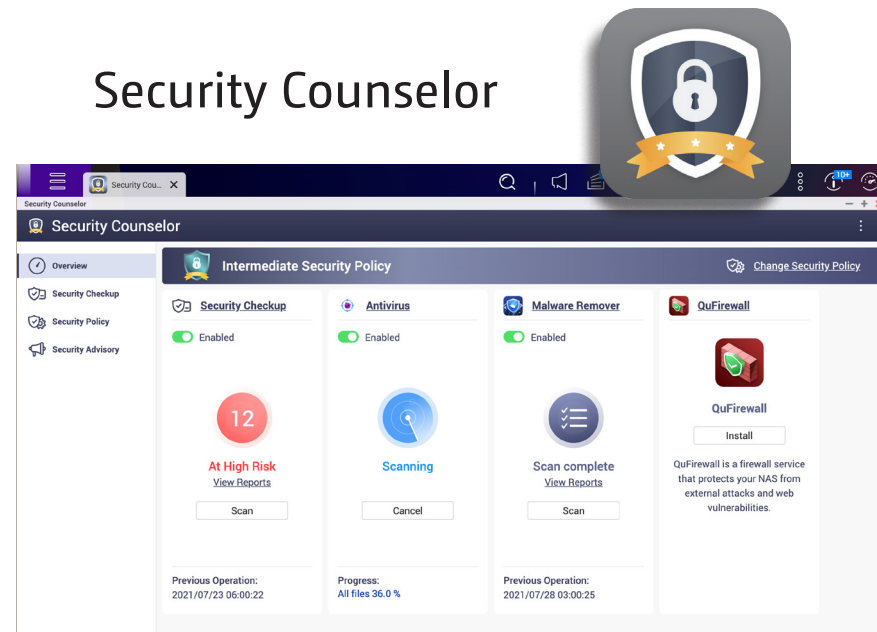 Security Counselor
Security Cou...
10+
Security Counselor
Security Counselor
Overview
Security Checkup
Security Policy
Security Advisory
Intermediate Security Policy
Change Security Policy
Security Checkup
Enabled
12
At High Risk
View Reports
Scan
Previous Operation:
2021/07/23 06:00:22
Antivirus
Enabled
Scanning
Cancel
Progress:
All files 36.0 %
Malware Remover
Enabled
Scan complete
View Reports
Scan
Previous Operation:
2021/07/28 03:00:25
QuFirewall
QuFirewall
Install
QuFirewall is a firewall service
that protects your NAS from
external attacks and web
vulnerabilities.